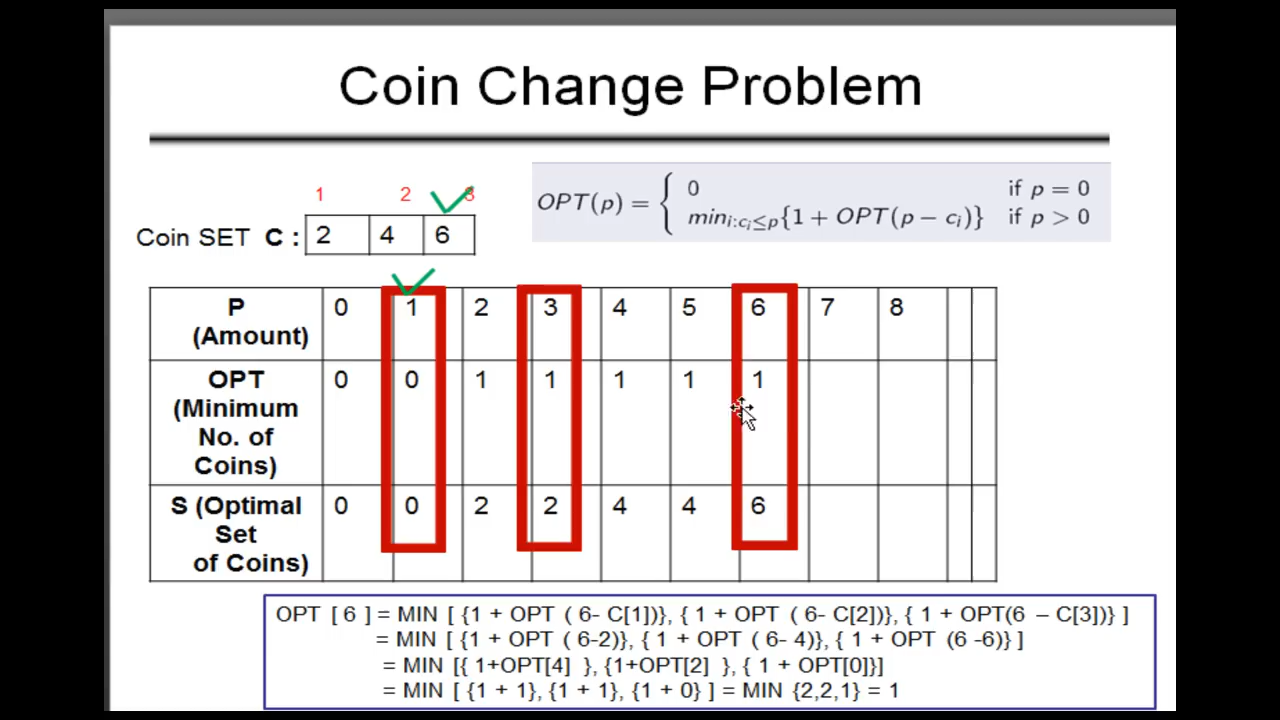 Coin Change Problem
1 2 3
Coin SET C : 2 4 6
OPT(p) = { 0 if p = 0
min_{i:c_i≤p}{1 + OPT(p − c_i)} if p > 0
P (Amount) 0 1 2 3 4 5 6 7 8
OPT (Minimum No. of Coins) 0 0 1 1 1 1 1
S (Optimal Set of Coins) 0 0 2 2 4 4 6
OPT [ 6 ] = MIN [ {1 + OPT ( 6- C[1])}, { 1 + OPT ( 6- C[2])}, { 1 + OPT(6 – C[3])} ]
= MIN [ {1 + OPT ( 6-2)}, { 1 + OPT ( 6- 4)}, { 1 + OPT (6 -6)} ]
= MIN [{ 1+OPT[4] }, {1+OPT[2] }, { 1 + OPT[0]}]
= MIN [ {1 + 1}, {1 + 1}, {1 + 0} ] = MIN {2,2,1} = 1